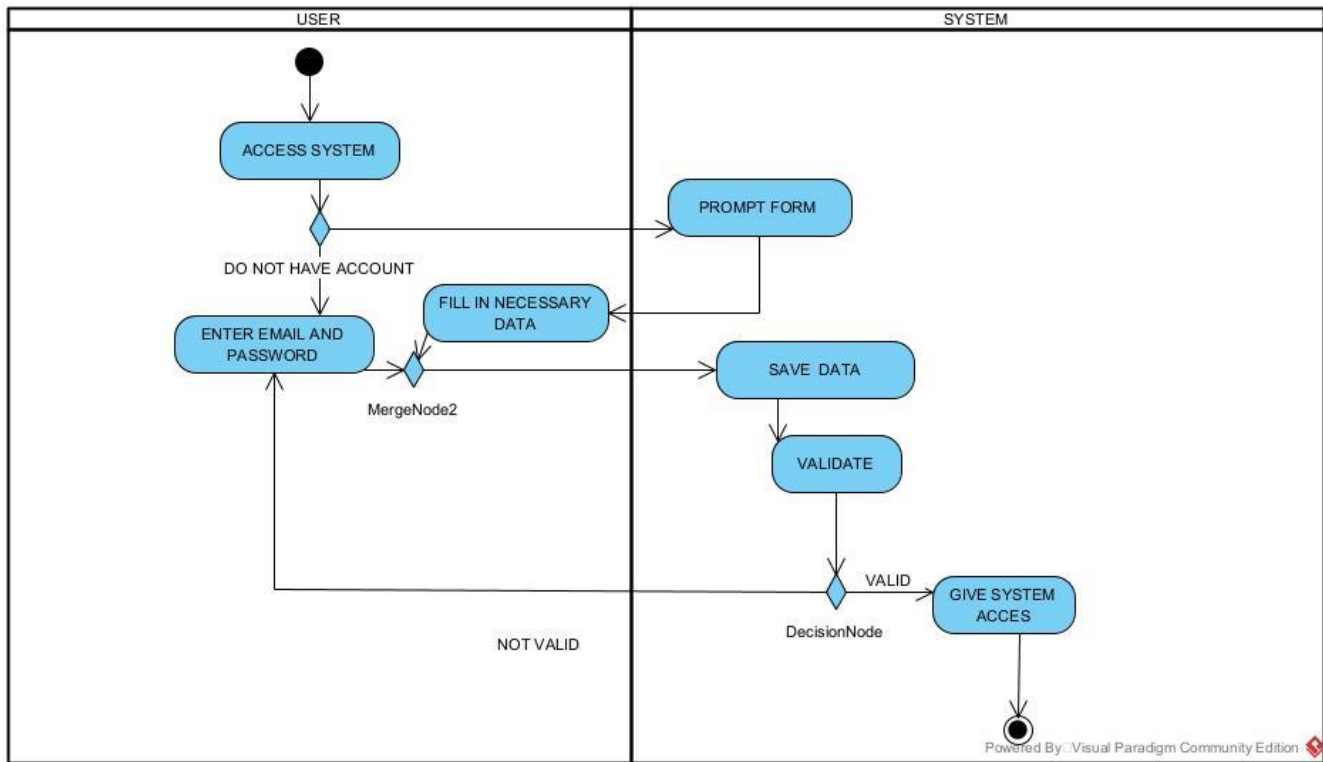 USER
SYSTEM
ACCESS SYSTEM
PROMPT FORM
DO NOT HAVE ACCOUNT
FILL IN NECESSARY
DATA
ENTER EMAIL AND
PASSWORD
MergeNode2
SAVE DATA
VALIDATE
VALID
GIVE SYSTEM
ACCES
DecisionNode
NOT VALID
Powered By Visual Paradigm Community Edition